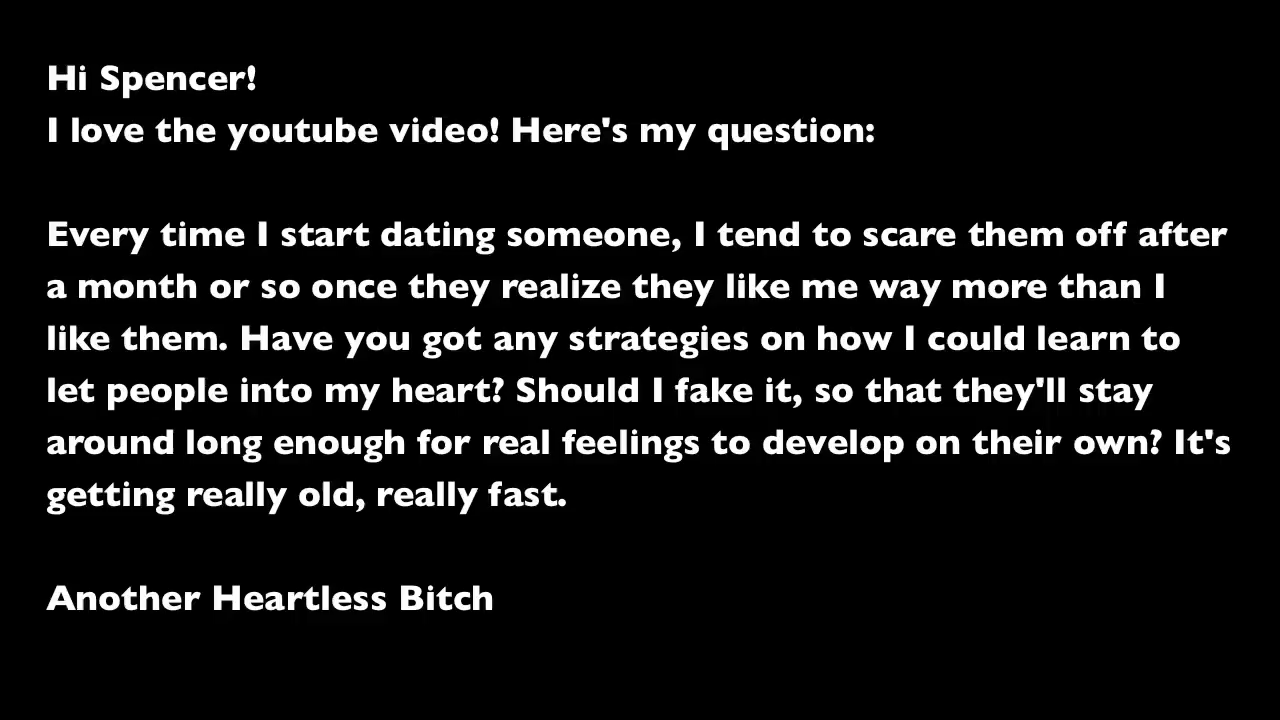 Hi Spencer!
I love the youtube video! Here's my question:
Every time I start dating someone, I tend to scare them off after
a month or so once they realize they like me way more than I
like them. Have you got any strategies on how I could learn to
let people into my heart? Should I fake it, so that they'll stay
around long enough for real feelings to develop on their own? It's
getting really old, really fast.
Another Heartless Bitch